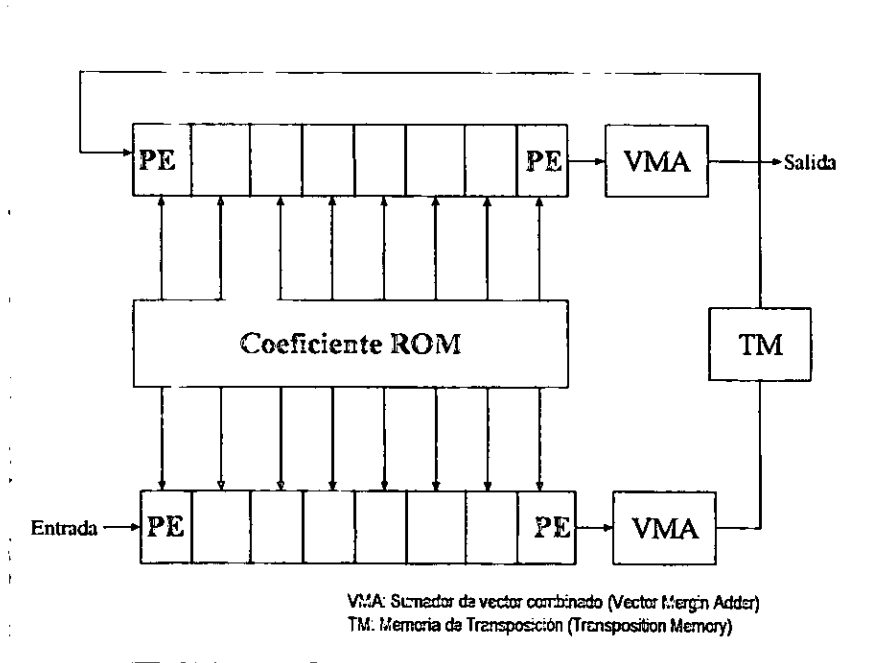 PE PE VMA Salida
Coeficiente ROM TM
Entrada PE PE VMA
VMA: Sumador de vector combinado (Vector Mergin Adder)
TM: Memoria de Transposición (Transposition Memory)